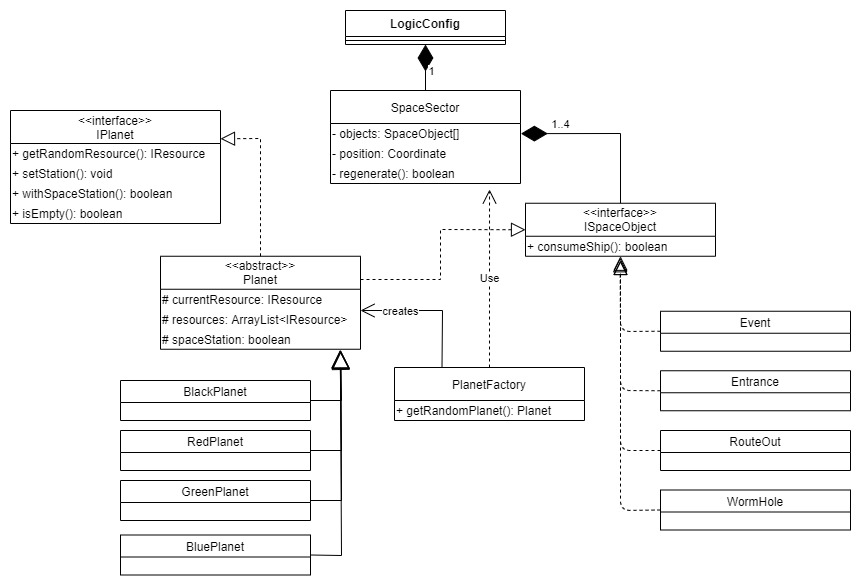 LogicConfig
1
SpaceSector
- objects: SpaceObject[]
- position: Coordinate
- regenerate(): boolean
1..4
<<interface>>
IPlanet
+ getRandomResource(): IResource
+ setStation(): void
+ withSpaceStation(): boolean
+ isEmpty(): boolean
<<interface>>
ISpaceObject
+ consumeShip(): boolean
<<abstract>>
Planet
# currentResource: IResource
# resources: ArrayList<IResource>
# spaceStation: boolean
Use
creates
PlanetFactory
+ getRandomPlanet(): Planet
BlackPlanet
RedPlanet
GreenPlanet
BluePlanet
Event
Entrance
RouteOut
WormHole